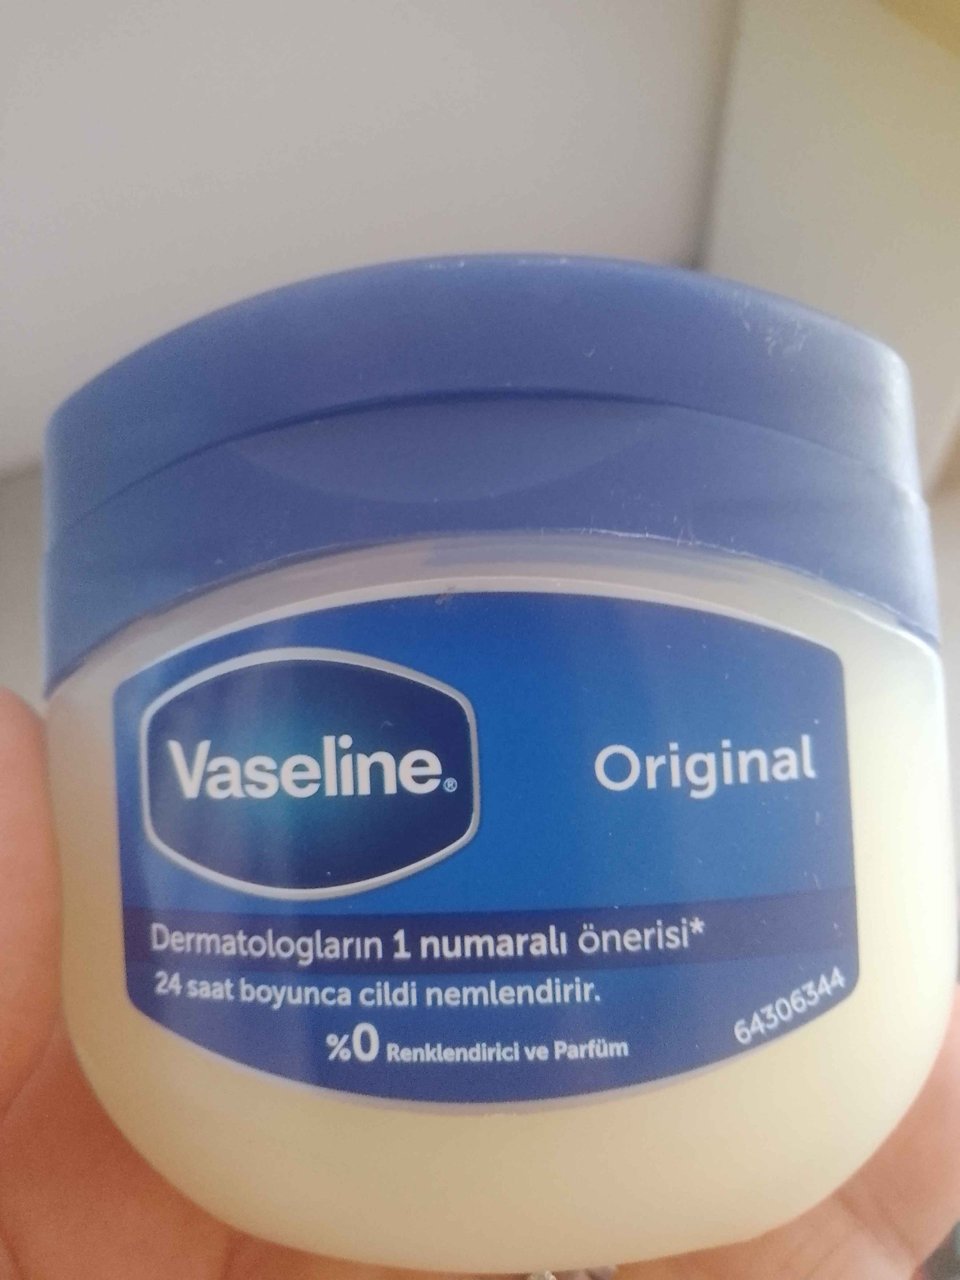 Vaseline®
Original
Dermatologların 1 numaralı önerisi*
24 saat boyunca cildi nemlendirir.
%0 Renklendirici ve Parfüm
64306344